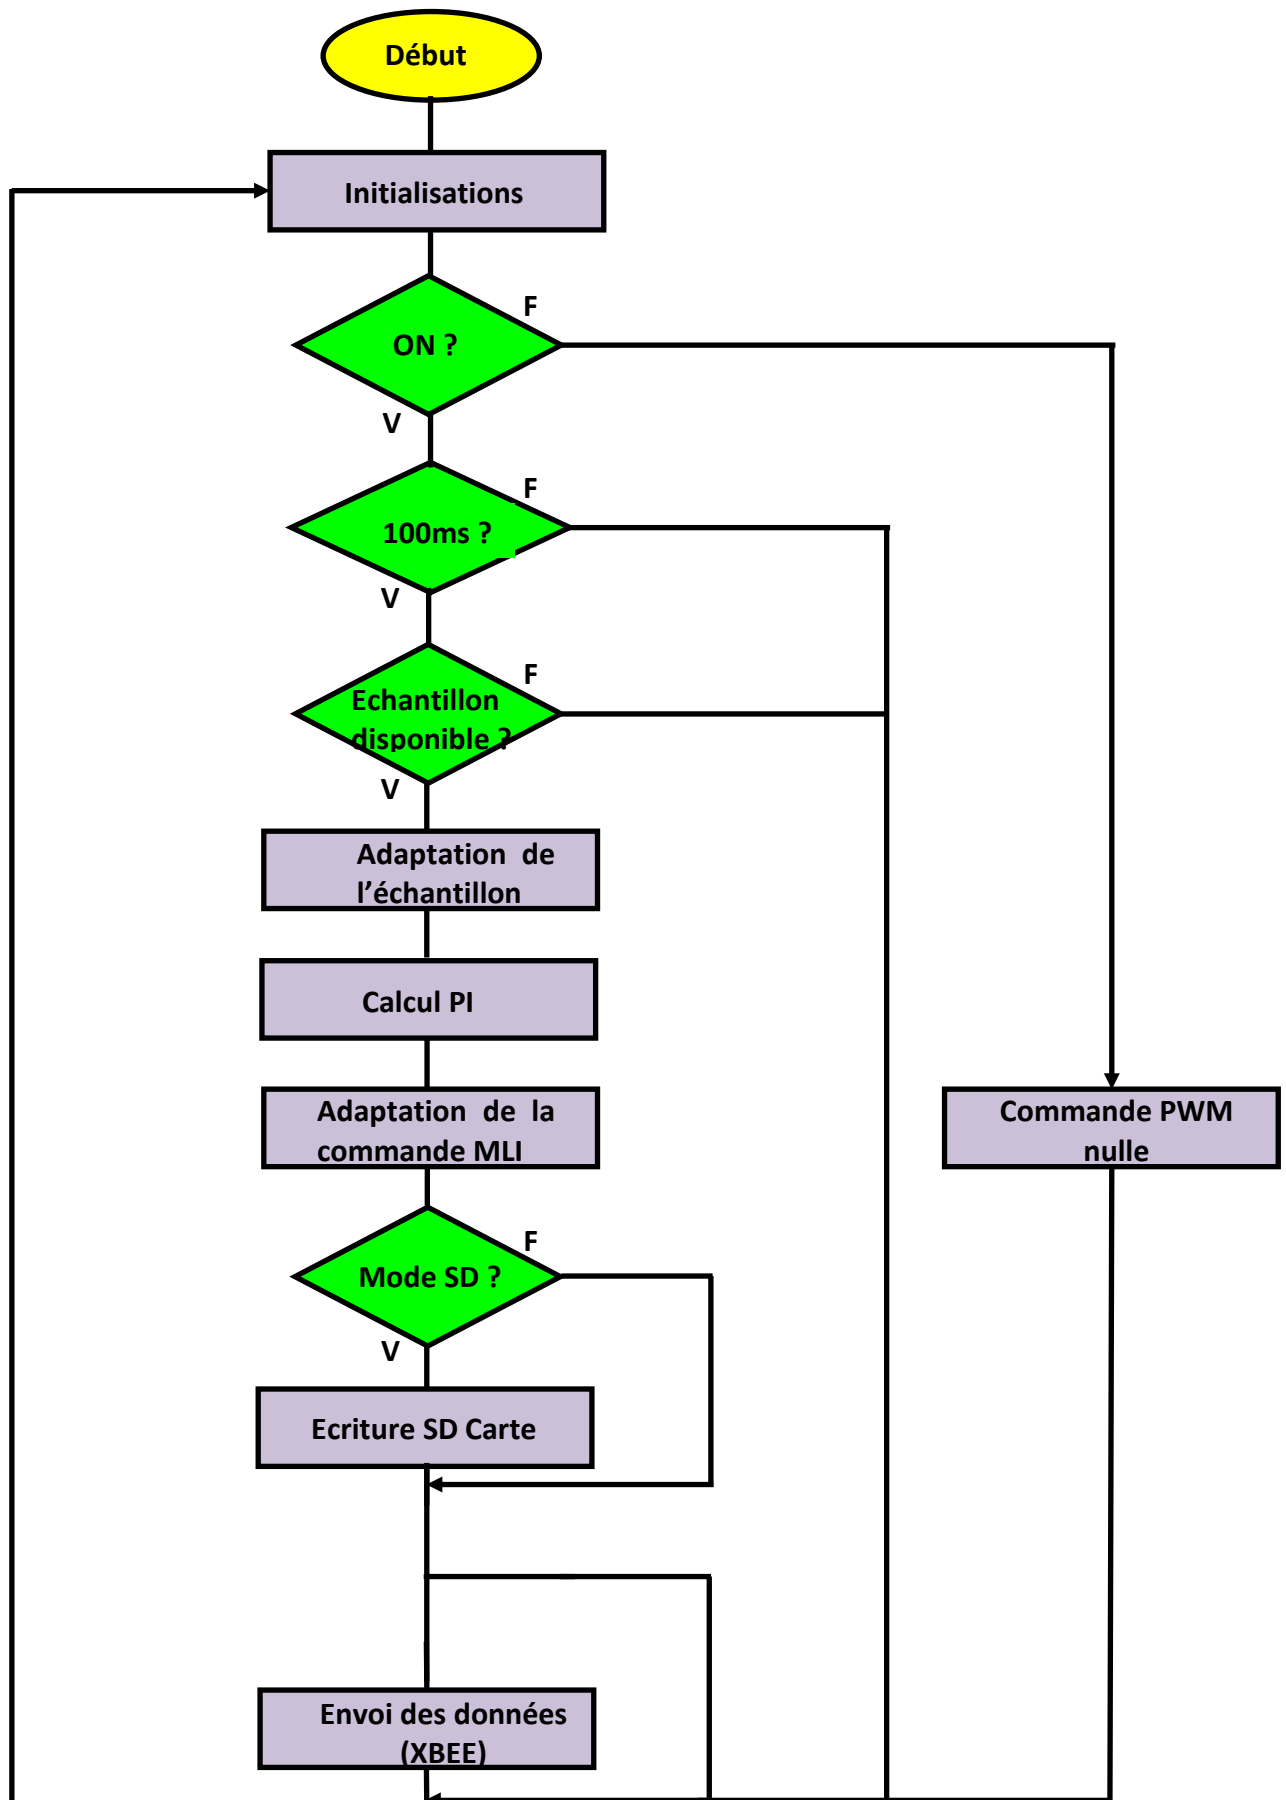 Début
Initialisations
F
ON ?
V
F
100ms ?
V
F
Echantillon
disponible ?
V
Adaptation de
l’échantillon
Calcul PI
Adaptation de la
commande MLI
Commande PWM
nulle
F
Mode SD ?
V
Ecriture SD Carte
Envoi des données
(XBEE)